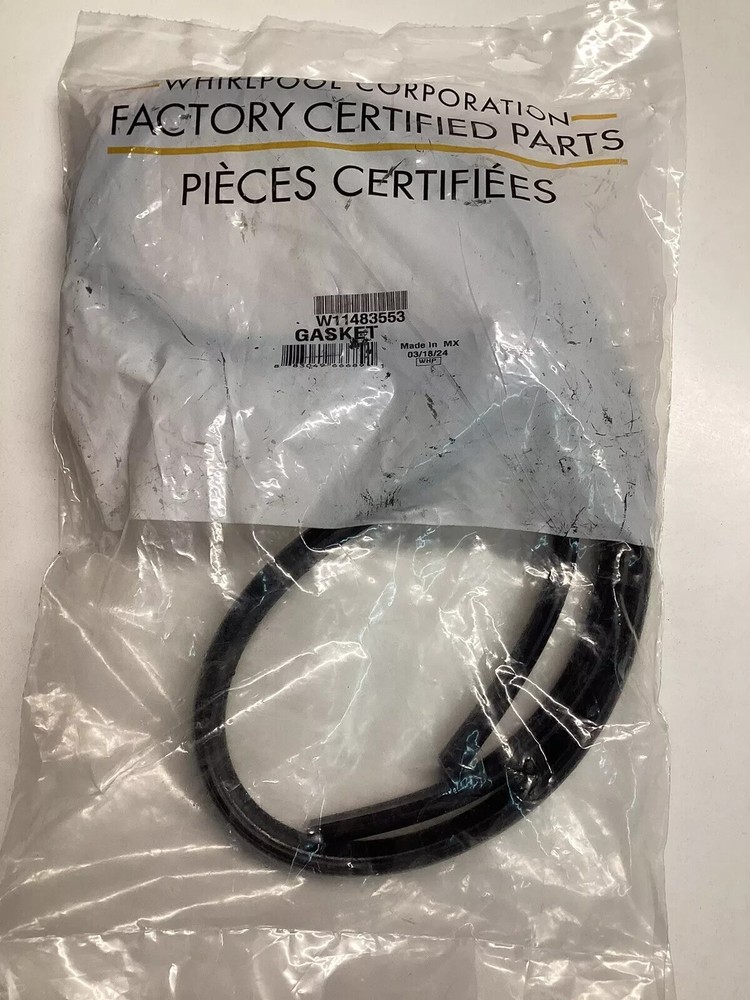 WHIRLPOOL CORPORATION
FACTORY CERTIFIED PARTS
PIÈCES CERTIFIÉES
W11483553
GASKET
Made In MX
03/18/24
WHP